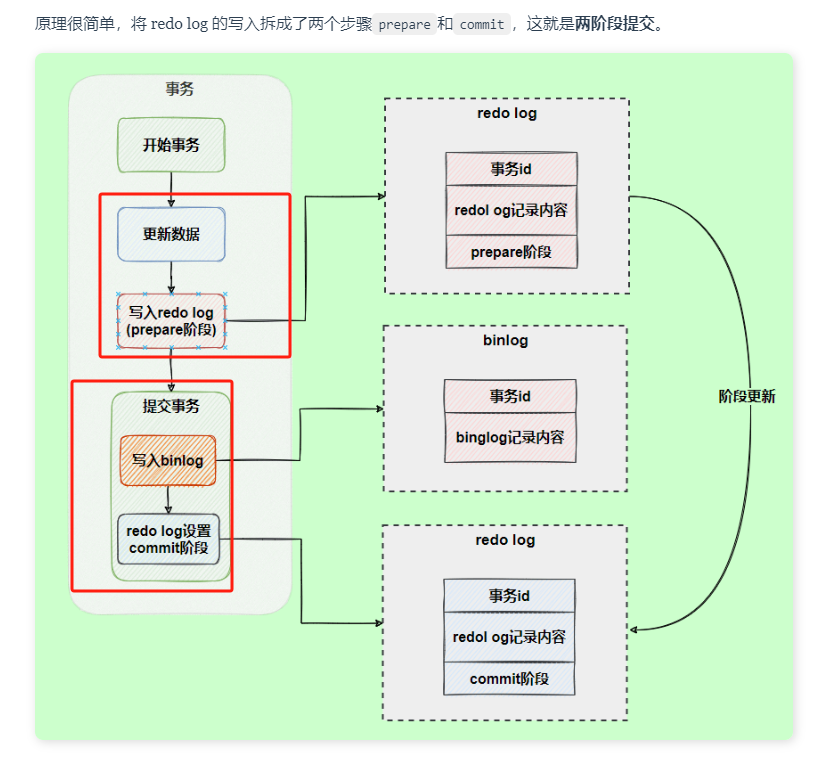 原理很简单，将 redo log 的写入拆成了两个步骤 prepare 和 commit ，这就是两阶段提交。
事务
开始事务
更新数据
写入redo log
(prepare阶段)
提交事务
写入binlog
redo log设置
commit阶段
redo log
事务id
redol og记录内容
prepare阶段
binlog
事务id
binglog记录内容
阶段更新
redo log
事务id
redol og记录内容
commit阶段